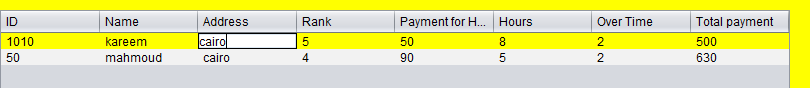 ID Name Address Rank Payment for H... Hours Over Time Total payment
1010 kareem cairo 5 50 8 2 500
50 mahmoud cairo 4 90 5 2 630